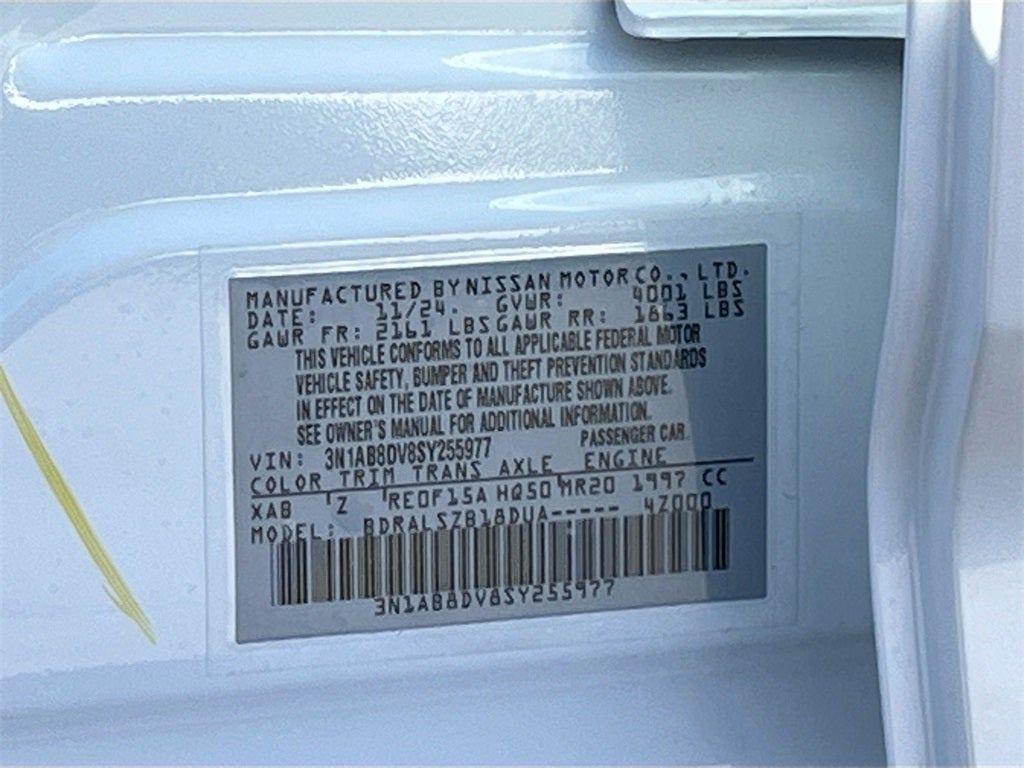 MANUFACTURED BY NISSAN MOTOR CO., LTD.
DATE: 11/24. GVWR: 4001 LBS
GAWR FR: 2161 LBS GAWR RR: 1863 LBS
THIS VEHICLE CONFORMS TO ALL APPLICABLE FEDERAL MOTOR
VEHICLE SAFETY, BUMPER AND THEFT PREVENTION STANDARDS
IN EFFECT ON THE DATE OF MANUFACTURE SHOWN ABOVE.
SEE OWNER'S MANUAL FOR ADDITIONAL INFORMATION.
VIN: 3N1AB8DV8SY255977 PASSENGER CAR
COLOR TRIM TRANS AXLE ENGINE
XAB Z RE0F15A HQ50 MR20 1997 CC
MODEL: BDRALSZB18DUA----- 4Z000
3N1AB8DV8SY255977